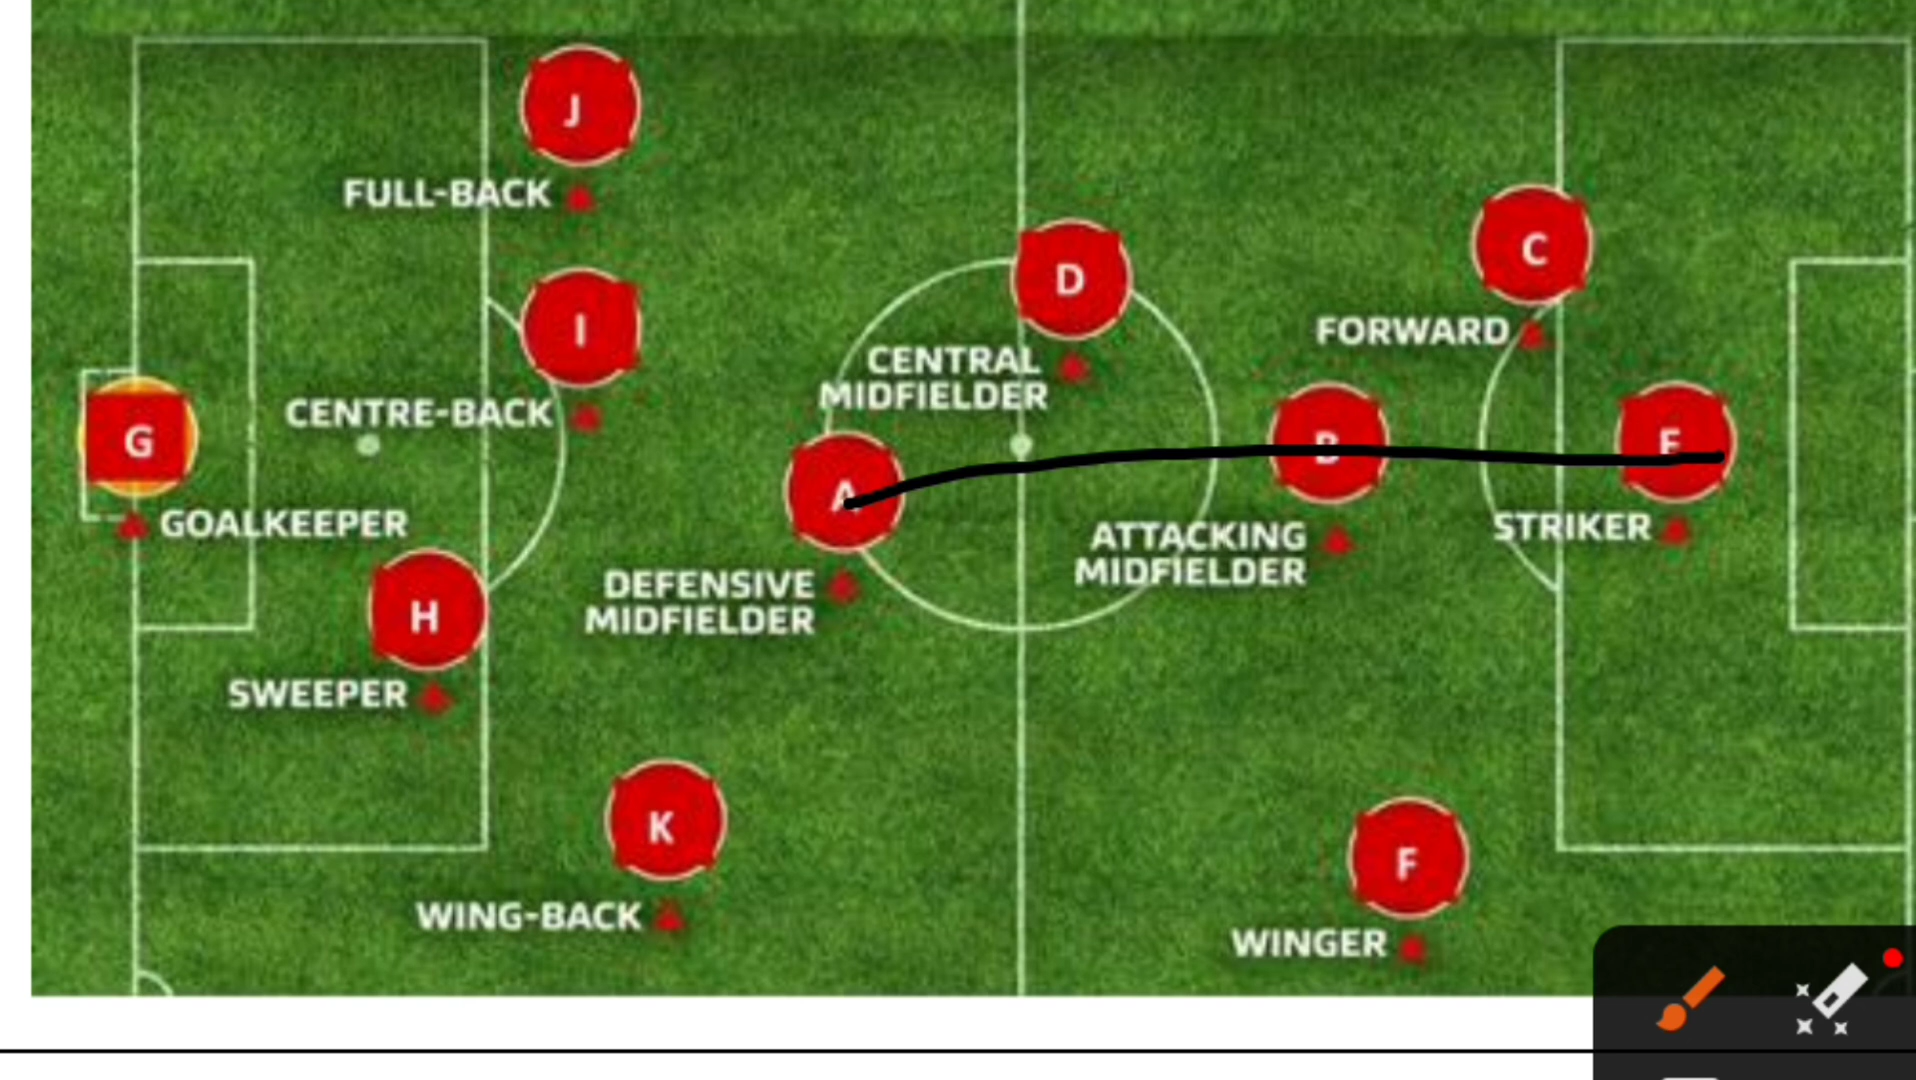 J
FULL-BACK
D
C
I
FORWARD
CENTRAL
MIDFIELDER
CENTRE-BACK
G
B
E
A
GOALKEEPER
STRIKER
ATTACKING
MIDFIELDER
DEFENSIVE
MIDFIELDER
H
SWEEPER
K
F
WING-BACK
WINGER